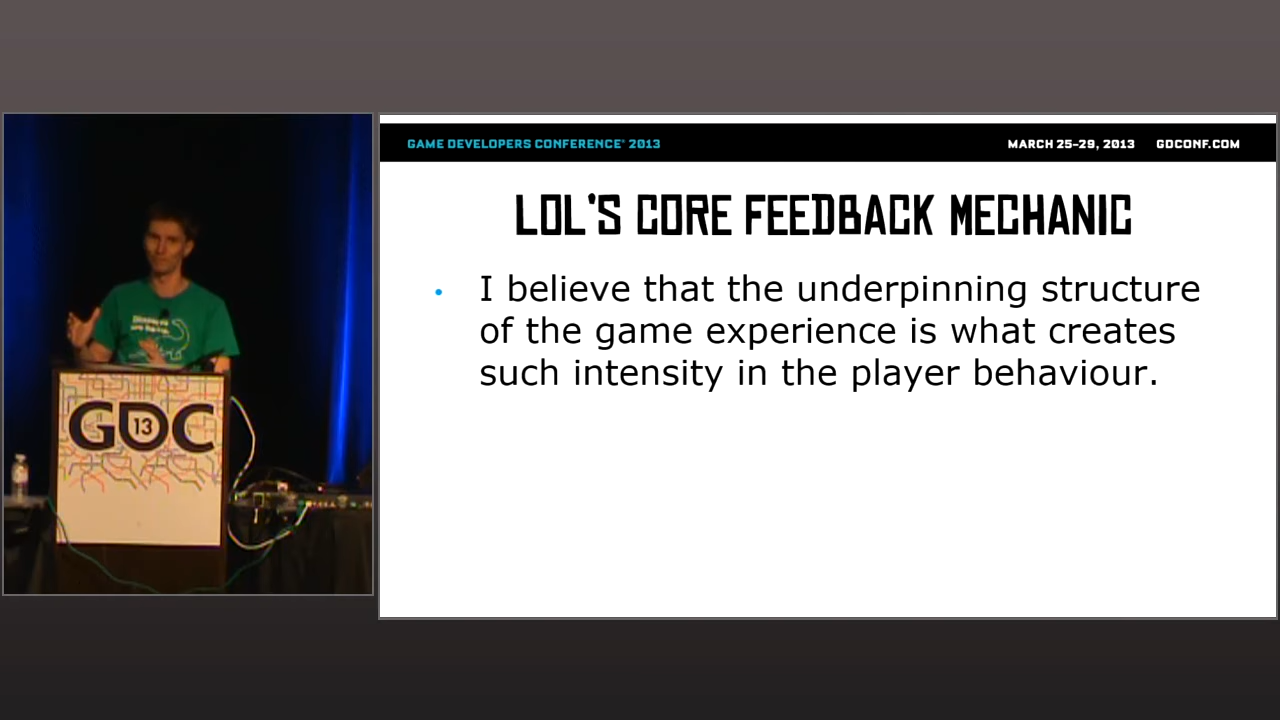 GAME DEVELOPERS CONFERENCE® 2013
MARCH 25-29, 2013 GDCONF.COM
LOL'S CORE FEEDBACK MECHANIC
• I believe that the underpinning structure
of the game experience is what creates
such intensity in the player behaviour.
GDC
13